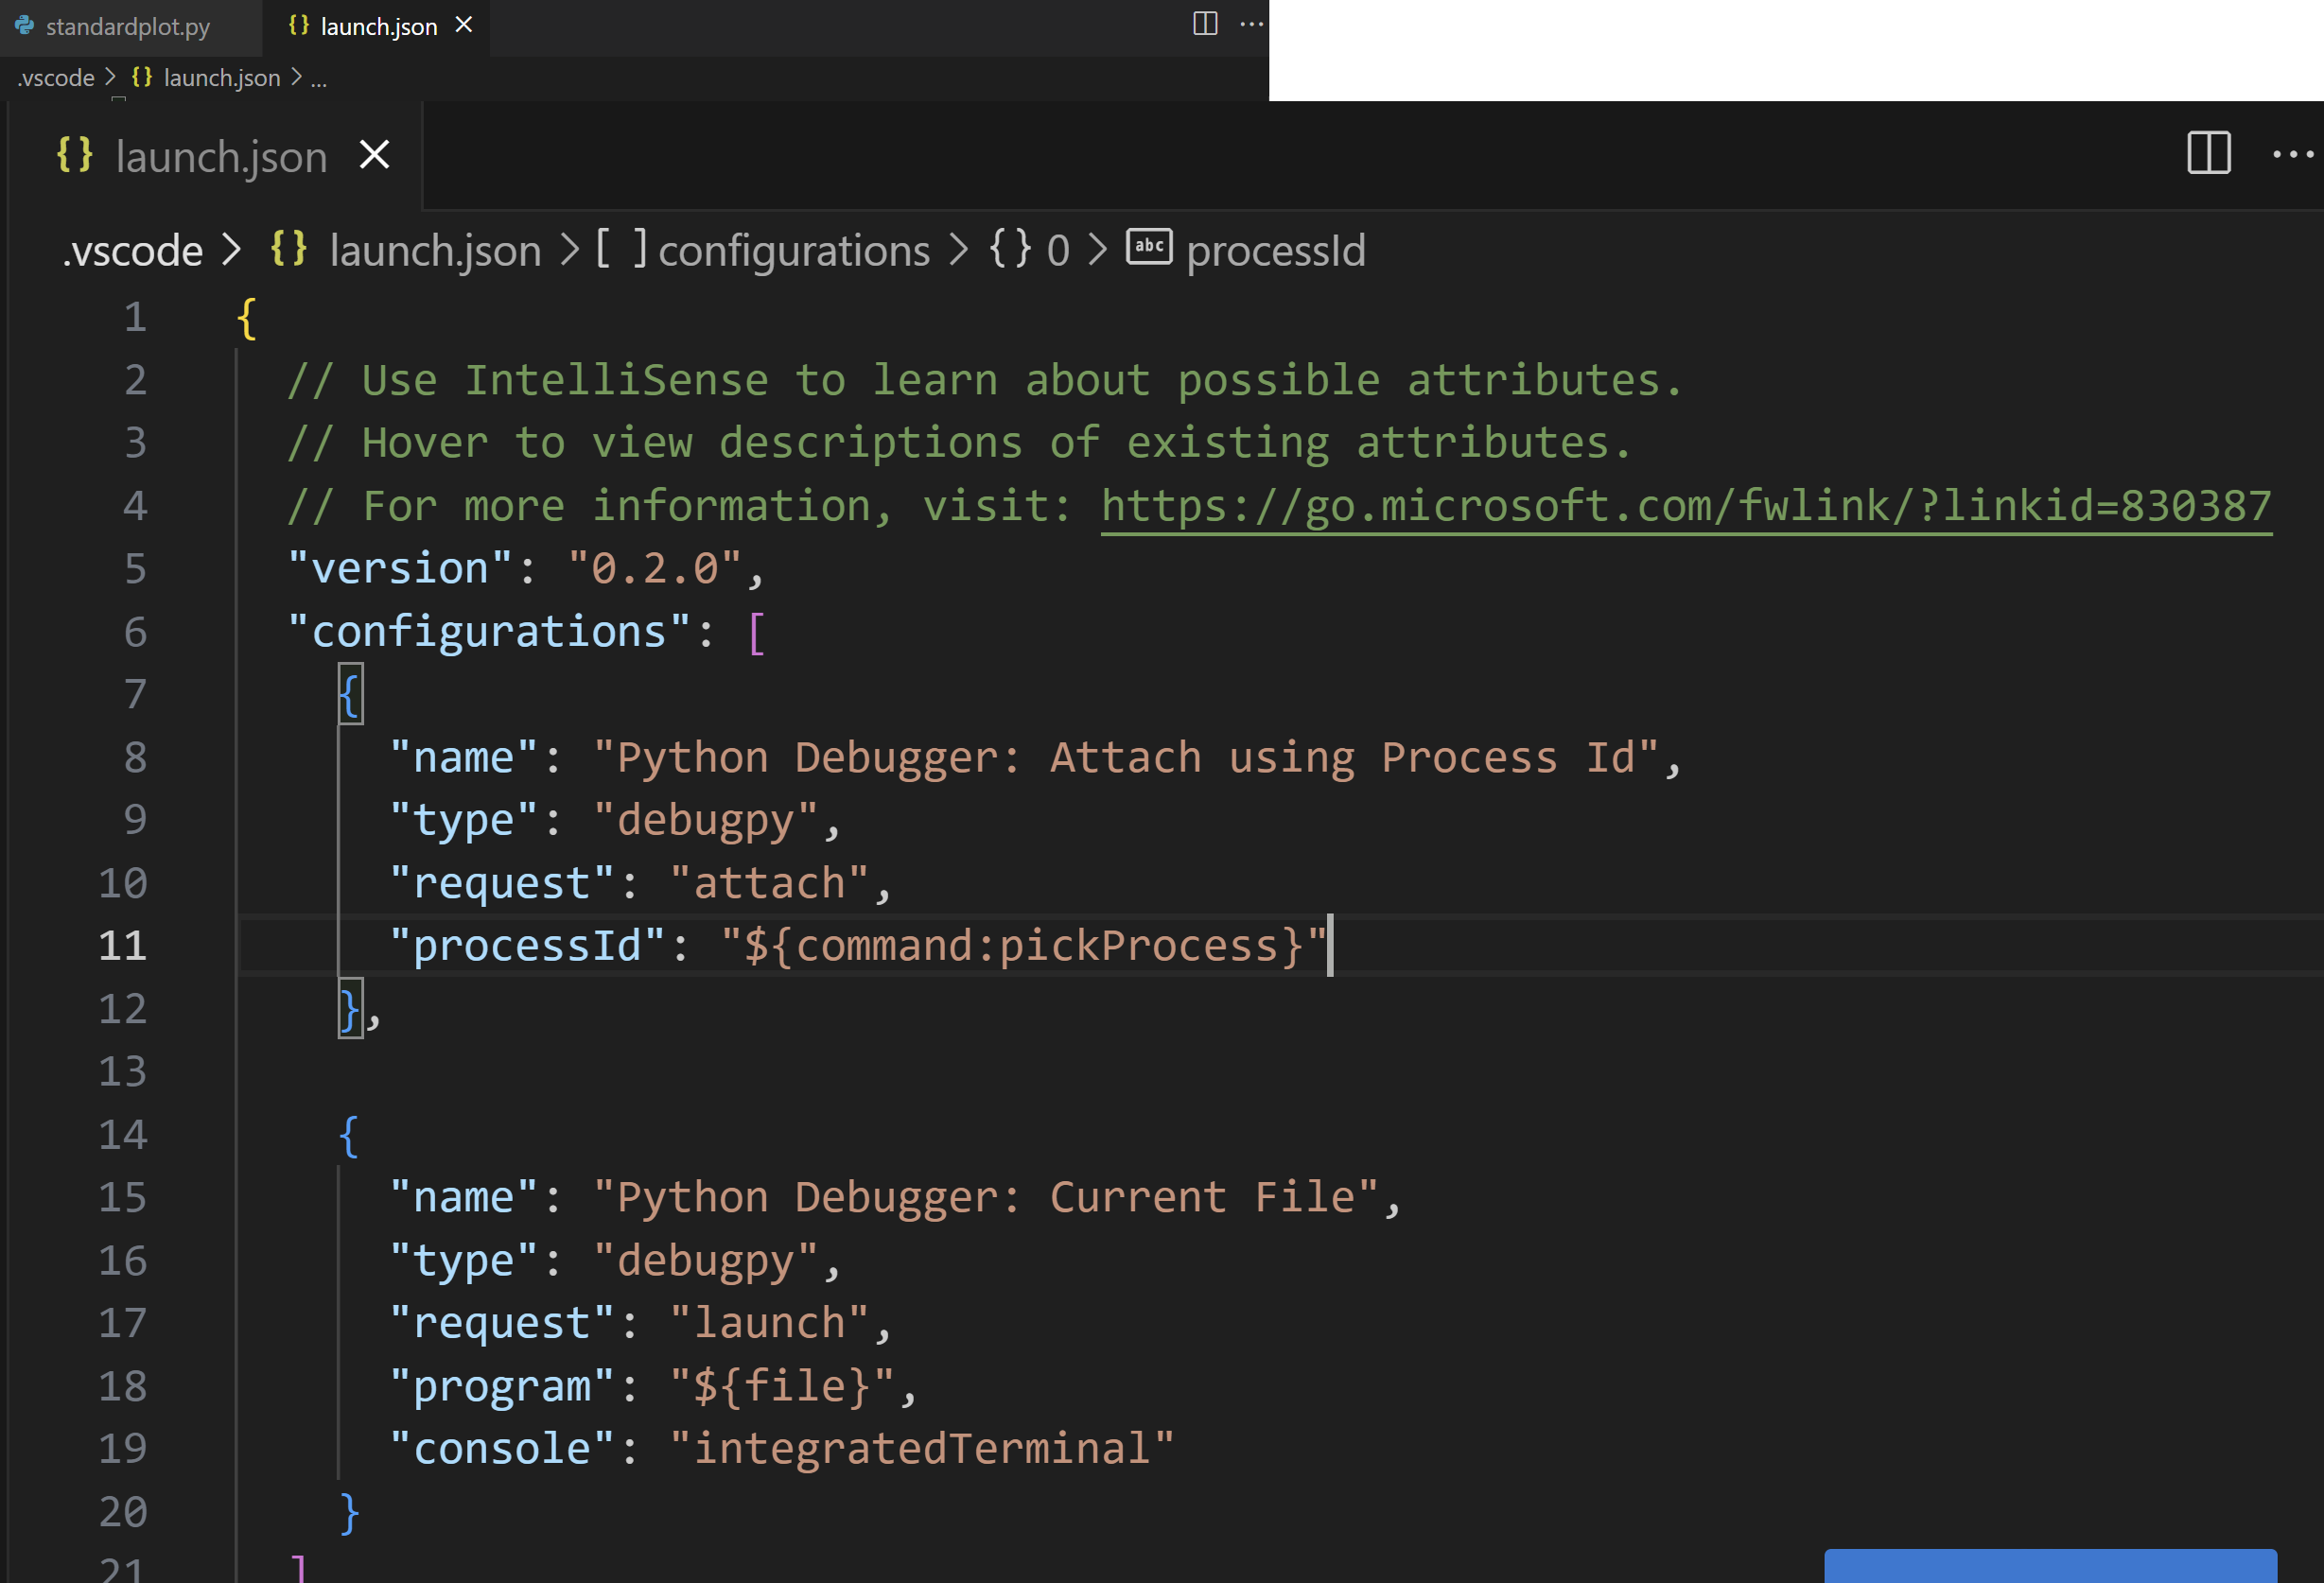 standardplot.py {} launch.json
.vscode > {} launch.json > ...
{} launch.json
.vscode > {} launch.json > [ ] configurations > {} 0 > abc processId
1 {
2 // Use IntelliSense to learn about possible attributes.
3 // Hover to view descriptions of existing attributes.
4 // For more information, visit: https://go.microsoft.com/fwlink/?linkid=830387
5 "version": "0.2.0",
6 "configurations": [
7 {
8 "name": "Python Debugger: Attach using Process Id",
9 "type": "debugpy",
10 "request": "attach",
11 "processId": "${command:pickProcess}"
12 },
13
14 {
15 "name": "Python Debugger: Current File",
16 "type": "debugpy",
17 "request": "launch",
18 "program": "${file}",
19 "console": "integratedTerminal"
20 }
21 ]